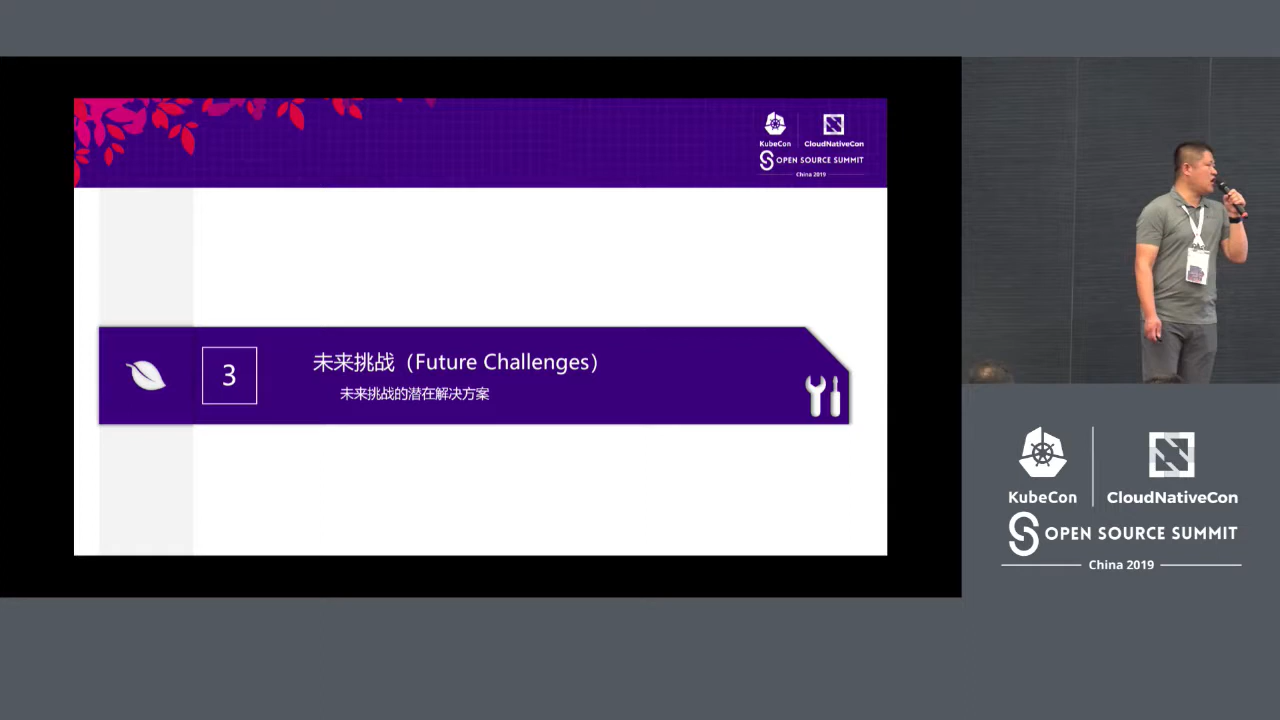 KubeCon
CloudNativeCon
OPEN SOURCE SUMMIT
China 2019
3
未来挑战（Future Challenges）
未来挑战的潜在解决方案
KubeCon
CloudNativeCon
OPEN SOURCE SUMMIT
China 2019